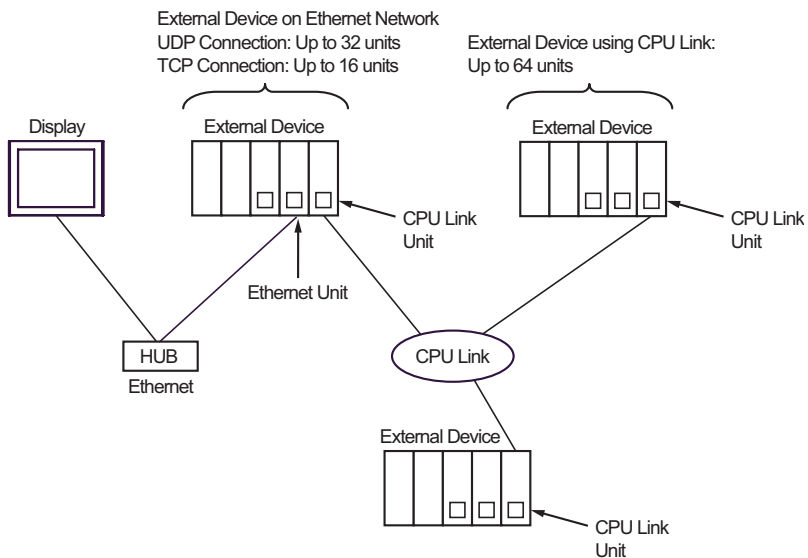 External Device on Ethernet Network
UDP Connection: Up to 32 units
TCP Connection: Up to 16 units
External Device using CPU Link:
Up to 64 units
Display
External Device
External Device
CPU Link
Unit
CPU Link
Unit
Ethernet Unit
HUB
Ethernet
CPU Link
External Device
CPU Link
Unit